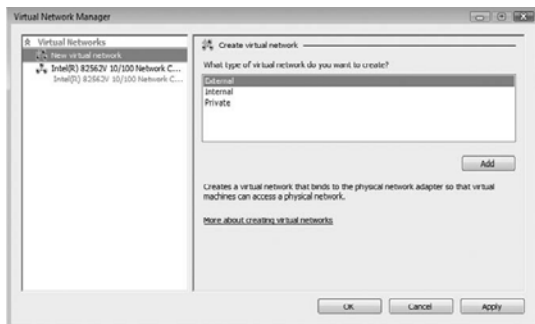 Virtual Network Manager
Virtual Networks
New virtual network
Intel(R) 82562V 10/100 Network C...
Intel(R) 82562V 10/100 Network C...
Create virtual network
What type of virtual network do you want to create?
External
Internal
Private
Add
Creates a virtual network that binds to the physical network adapter so that virtual
machines can access a physical network.
More about creating virtual networks
OK
Cancel
Apply